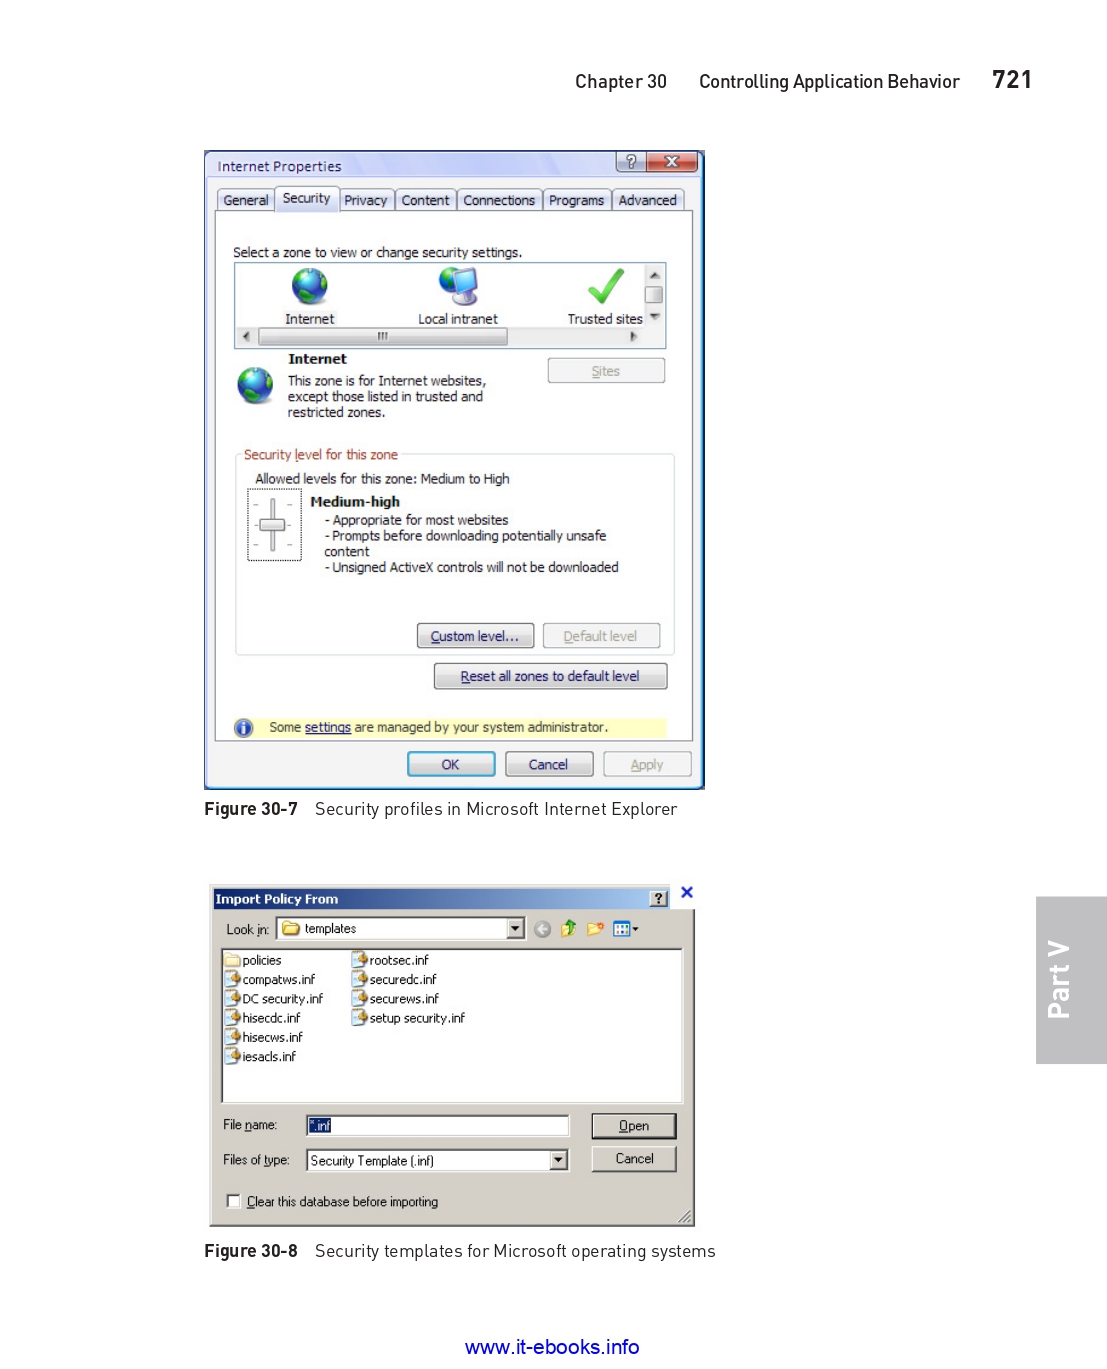 Chapter 30 Controlling Application Behavior 721
Internet Properties
General Security Privacy Content Connections Programs Advanced
Select a zone to view or change security settings.
Internet Local intranet Trusted sites
Internet
Sites
This zone is for Internet websites,
except those listed in trusted and
restricted zones.
Security level for this zone
Allowed levels for this zone: Medium to High
Medium-high
- Appropriate for most websites
- Prompts before downloading potentially unsafe
content
- Unsigned ActiveX controls will not be downloaded
Custom level... Default level
Reset all zones to default level
Some settings are managed by your system administrator.
OK Cancel Apply
Figure 30-7 Security profiles in Microsoft Internet Explorer
Import Policy From
Look in: templates
policies rootsec.inf
compatws.inf securedc.inf
DC security.inf securews.inf
hisecdc.inf setup security.inf
hisecws.inf
iesacls.inf
File name: *.inf Open
Files of type: Security Template (.inf) Cancel
Clear this database before importing
Figure 30-8 Security templates for Microsoft operating systems
Part V
www.it-ebooks.info